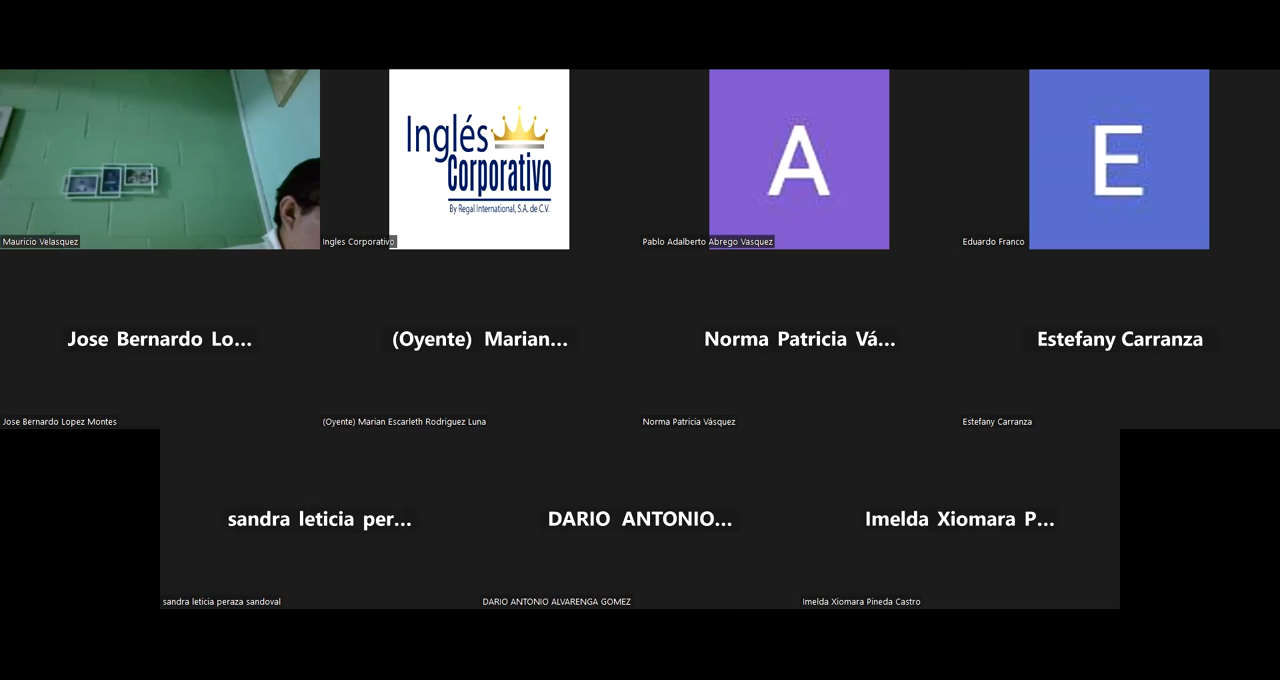 Inglés
Corporativo
By Regal International, S.A. de C.V.
A
E
Mauricio Velasquez
Ingles Corporativo
Pablo Adalberto Abrego Vasquez
Eduardo Franco
Jose Bernardo Lo...
(Oyente) Marian...
Norma Patricia Vá...
Estefany Carranza
Jose Bernardo Lopez Montes
(Oyente) Marian Escarleth Rodriguez Luna
Norma Patricia Vásquez
Estefany Carranza
sandra leticia per...
DARIO ANTONIO...
Imelda Xiomara P...
sandra leticia peraza sandoval
DARIO ANTONIO ALVARENGA GOMEZ
Imelda Xiomara Pineda Castro